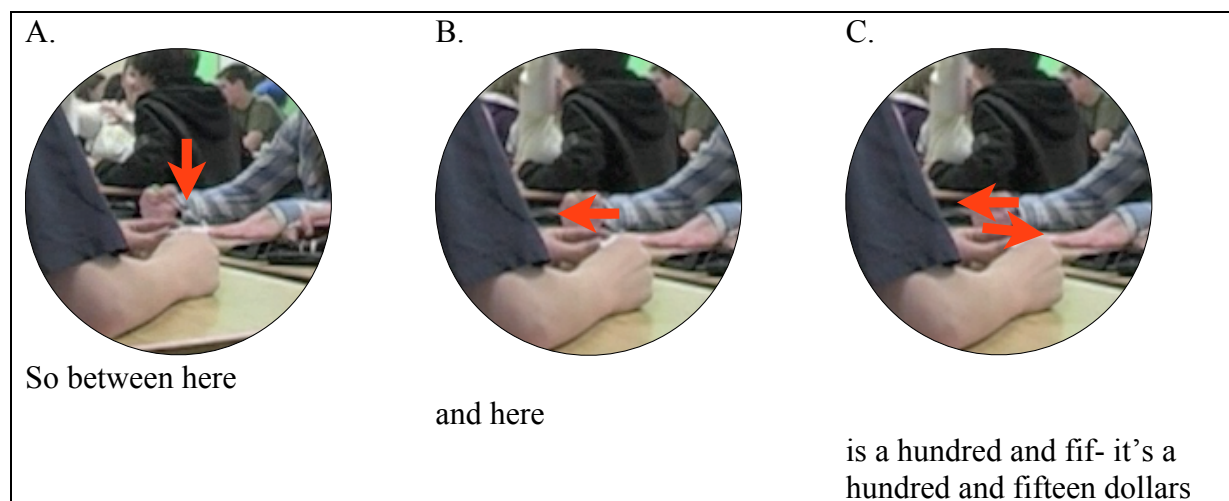 A.
B.
C.
So between here
and here
is a hundred and fif- it’s a
hundred and fifteen dollars